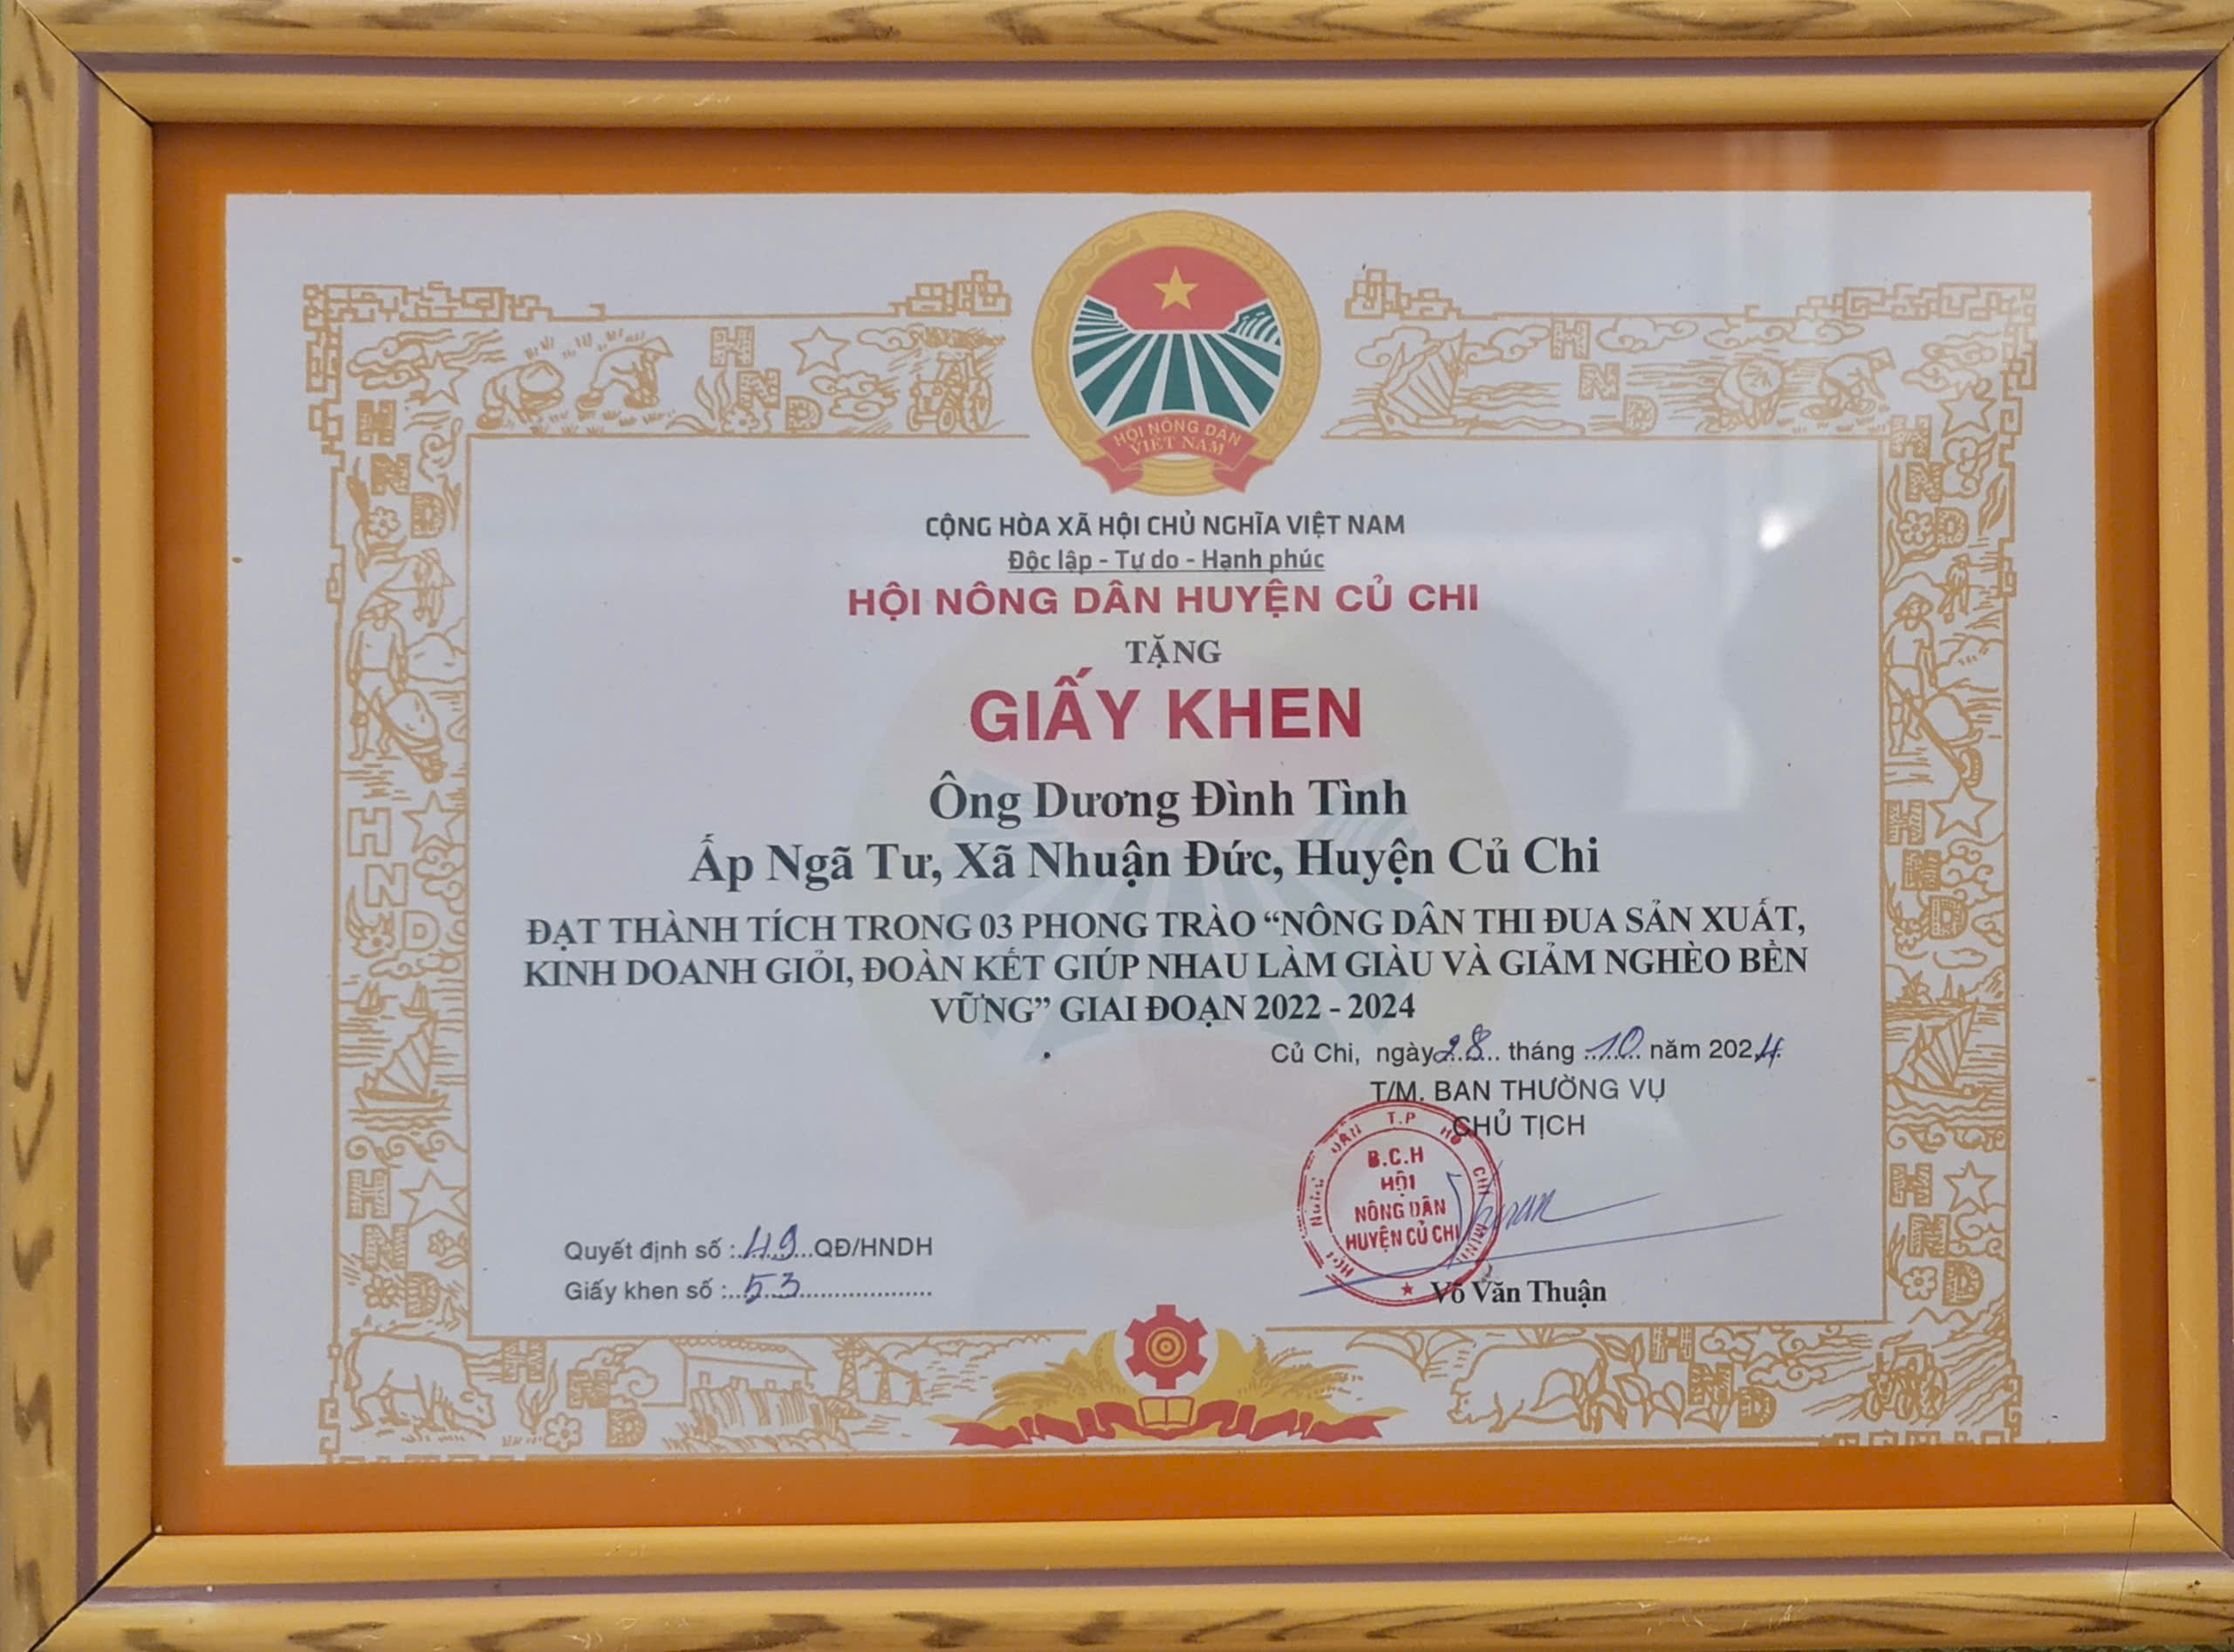 HỘI NÔNG DÂN
VIỆT NAM
CỘNG HÒA XÃ HỘI CHỦ NGHĨA VIỆT NAM
Độc lập - Tự do - Hạnh phúc
HỘI NÔNG DÂN HUYỆN CỦ CHI
TẶNG
GIẤY KHEN
Ông Dương Đình Tình
Ấp Ngã Tư, Xã Nhuận Đức, Huyện Củ Chi
ĐẠT THÀNH TÍCH TRONG 03 PHONG TRÀO “NÔNG DÂN THI ĐUA SẢN XUẤT,
KINH DOANH GIỎI, ĐOÀN KẾT GIÚP NHAU LÀM GIÀU VÀ GIẢM NGHÈO BỀN
VỮNG” GIAI ĐOẠN 2022 - 2024
Củ Chi, ngày 28 tháng 10 năm 2024
T/M. BAN THƯỜNG VỤ
CHỦ TỊCH
DÂN T.P HỒ CHÍ MINH
B.C.H
HỘI
NÔNG DÂN
HUYỆN CỦ CHI
Quyết định số : 49 QĐ/HNDH
Giấy khen số : 53
Võ Văn Thuận